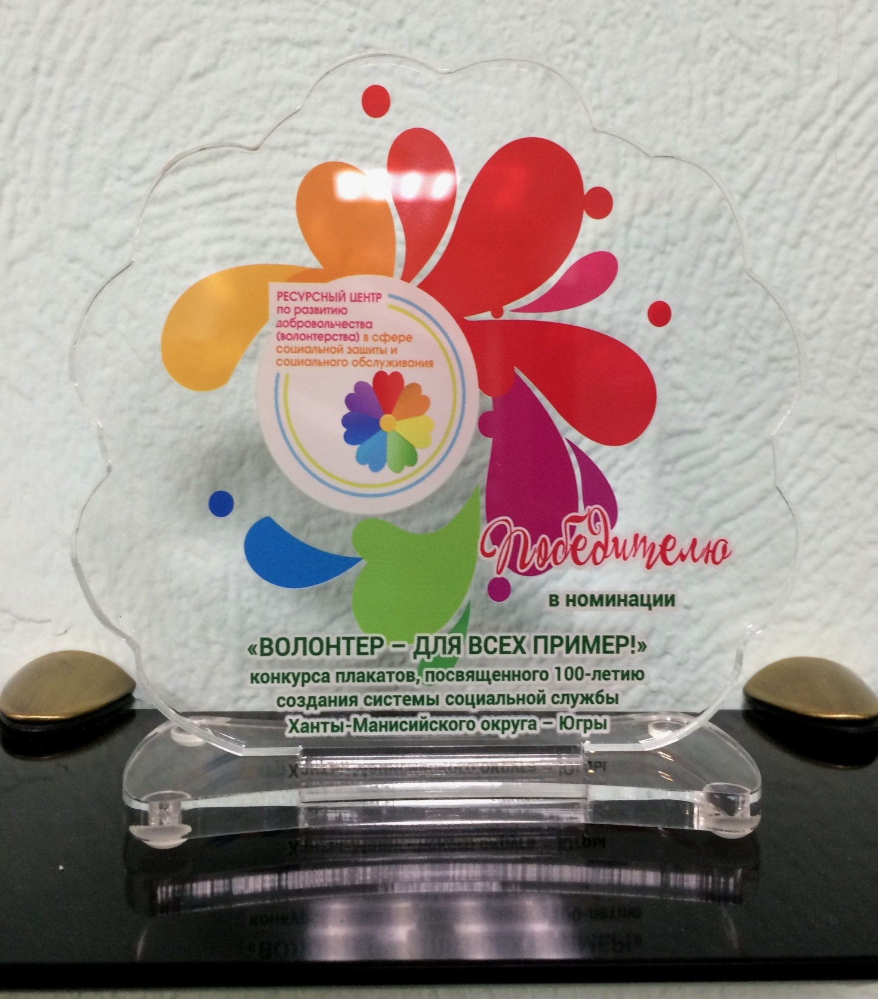 РЕСУРСНЫЙ ЦЕНТР
по развитию
добровольчества
(волонтерства) в сфере
социальной защиты и
социального обслуживания
Победителю
в номинации
«ВОЛОНТЕР – ДЛЯ ВСЕХ ПРИМЕР!»
конкурса плакатов, посвященного 100-летию
создания системы социальной службы
Ханты-Манисийского округа – Югры